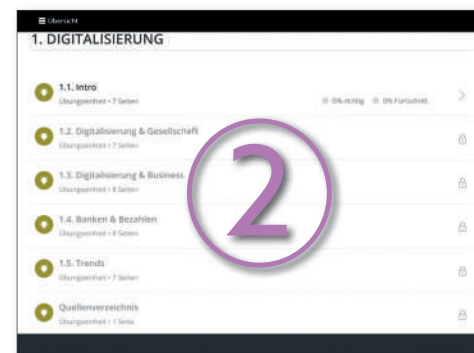 Übersicht
1. DIGITALISIERUNG
1.1. Intro
Übungseinheit • 7 Seiten
0% richtig 0% Fortschritt
1.2. Digitalisierung & Gesellschaft
Übungseinheit • 7 Seiten
1.3. Digitalisierung & Business
Übungseinheit • 8 Seiten
2
1.4. Banken & Bezahlen
Übungseinheit • 8 Seiten
1.5. Trends
Übungseinheit • 7 Seiten
Quellenverzeichnis
Übungseinheit • 1 Seite